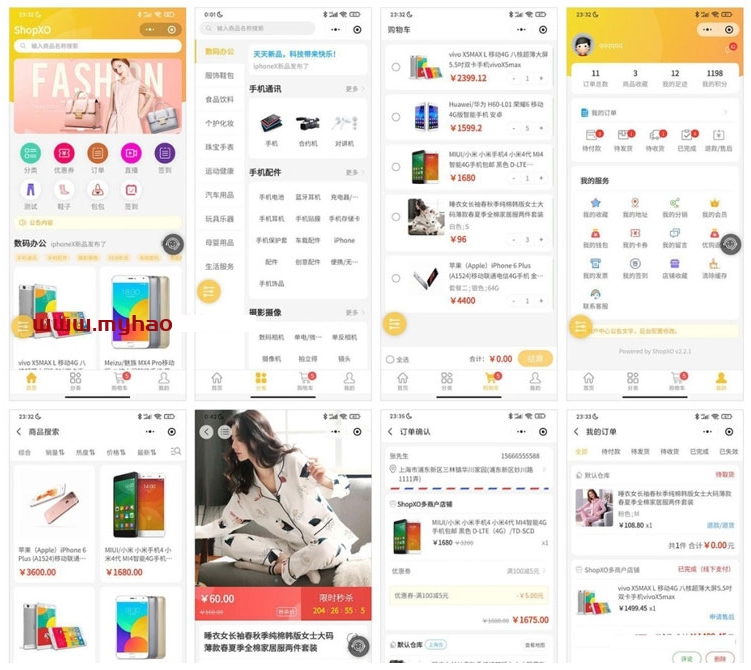 23:32
ShopXO
输入商品名称搜索
FASHION
分类
优惠券
订单
直播
签到
测试
鞋子
包包
签到
公告内容
数码办公 iphoneX新品发布了
www.myhao
vivo X5MAX L 移动4G 八
Meizu/魅族 MX4 Pro移动
首页
分类
购物车
5
我的
0:01
输入商品名称搜索
数码办公
服饰鞋包
食品饮料
个护化妆
珠宝手表
运动健康
汽车用品
玩具乐器
母婴用品
生活服务
天天新品，科技带来快乐！
iphoneX新品发布了
手机通讯
更多
手机
合约机
对讲机
手机配件
更多
手机电池
蓝牙耳机
充电器/…
手机耳机
手机贴膜
手机存储卡
手机保护套
车载配件
iPhone
配件
创意配件
便携/无…
手机饰品
摄影摄像
更多
数码相机
单电/微…
单反相机
摄像机
拍立得
镜头
首页
分类
购物车
5
我的
23:32
购物车
vivo X5MAX L 移动4G 八核超薄大屏
5.5吋双卡手机vivoX5max
￥2399.12
- 1 +
Huawei/华为 H60-L01 荣耀6 移动
4G版智能手机 安卓
￥1599.2
- 5 +
MIUI/小米 小米手机4 小米4代 MI4
智能4G手机包邮 黑色 D-LTE…
￥1680
- 1 +
睡衣女长袖春秋季纯棉韩版女士大码
薄款春夏季全棉家居服两件套装
白色；S
￥96
- 3 +
苹果（Apple）iPhone 6 Plus
(A1524)移动联通电信4G手机 金…
套餐二；银色；64G
￥4400
- 1 +
全选
合计：￥0.00
结算
首页
分类
购物车
5
我的
23:32
11
3
12
1198
订单总数
商品收藏
我的足迹
我的积分
我的订单
待付款
待发货
待收货
已完成
退款/退货
我的服务
我的收藏
我的地址
我的分销
我的会员
我的钱包
我的卡券
我的留言
优购
我的发票
我的签到
店铺收藏
清除缓存
联系客服
户中心公告文字，后台配置修改。
Powered by ShopXO v2.2.1
首页
分类
购物车
5
我的
23:32
商品搜索
综合
销量
热度
价格
最新
苹果（Apple）iPhone 6
Plus (A1524)移动联通…
￥3600.00
MIUI/小米 小米手机4 小
米4代 MI4智能4G手机…
￥1680.00
￥60.00
限时秒杀
204 : 26 : 55 : 5
睡衣女长袖春秋季纯棉韩版女士大码
薄款春夏季全棉家居服两件套装
23:35
订单确认
张先生
15666555588
上海市浦东新区三林镇华川家园(浦东新区妙川路
1111弄)
ShopXO多商户店铺
MIUI/小米 小米手机4 小米4代 MI4智能4G
手机包邮 黑色 D-LTE（4G）/TD-SCD
￥1680
x1
优惠券
满100减5元
优惠券-满100减5元
-￥5.00元
￥1675.00
默认仓库
查看地图
23:33
我的订单
全部
待付款
待发货
待收货
已完成
已失效
默认仓库
待收货
睡衣女长袖春秋季纯棉韩版女士大码薄款
春夏季全棉家居服两件套装
粉色；M
￥108.80 x1
退款/退货
共1件 合计￥0.00元
ShopXO多商户店铺
已完成（线下支付）
vivo X5MAX L 移动4G 八核超薄大屏5.5吋
双卡手机vivoX5max
￥1499.45 x1
申请售后
评论
删除